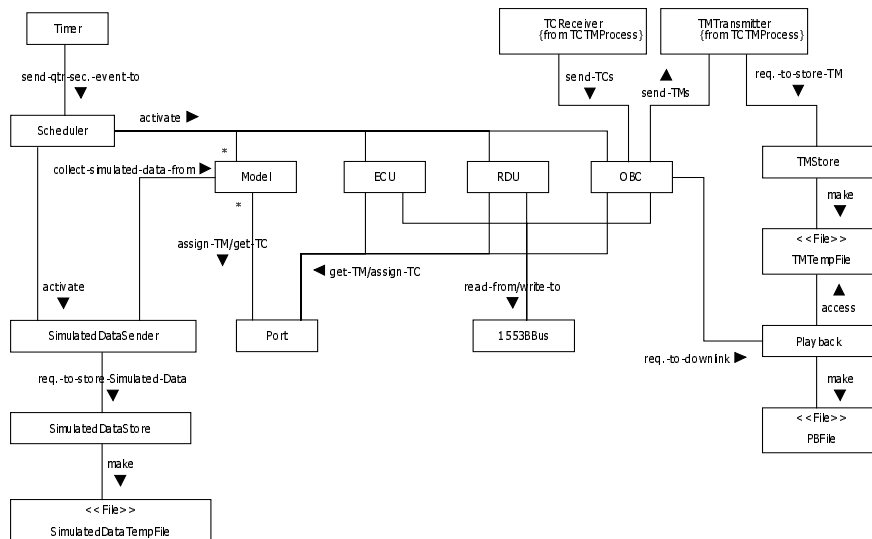 Timer
TCReceiver
{from TCTMProcess}
TMTransmitter
{from TCTMProcess}
send-qtr-sec.-event-to
send-TCs
send-TMs
req.-to-store-TM
Scheduler
activate
*
collect-simulated-data-from
Model
ECU
RDU
OBC
TMStore
*
make
assign-TM/get-TC
<<File>>
TMTempFile
get-TM/assign-TC
activate
read-from/write-to
access
SimulatedDataSender
Port
1553BBus
Playback
req.-to-downlink
req.-to-store-Simulated-Data
make
SimulatedDataStore
<<File>>
PBFile
make
<<File>>
SimulatedDataTempFile